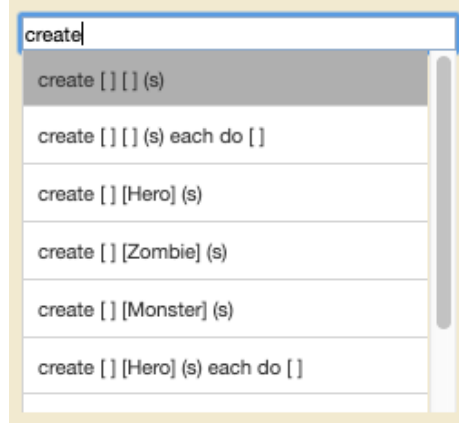 create
create [ ] [ ] (s)
create [ ] [ ] (s) each do [ ]
create [ ] [Hero] (s)
create [ ] [Zombie] (s)
create [ ] [Monster] (s)
create [ ] [Hero] (s) each do [ ]